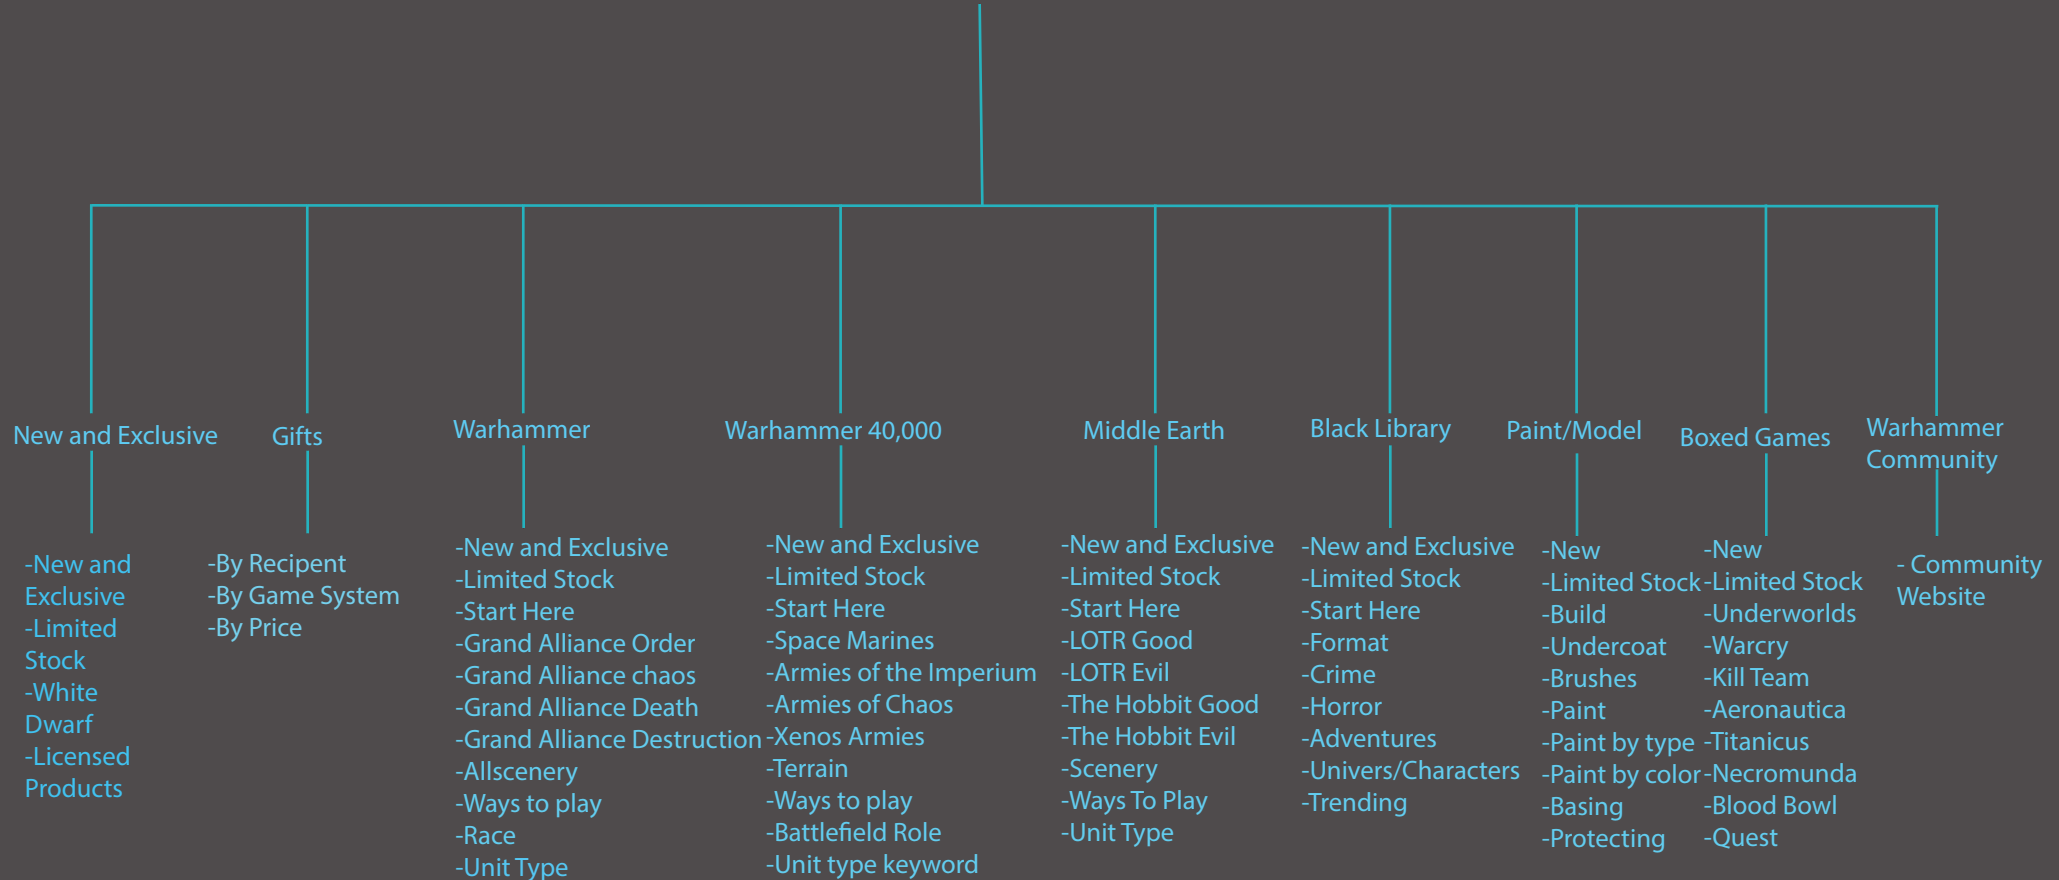 New and Exclusive
Gifts
Warhammer
Warhammer 40,000
Middle Earth
Black Library
Paint/Model
Boxed Games
Warhammer
Community
-New and
Exclusive
-Limited
Stock
-White
Dwarf
-Licensed
Products
-By Recipent
-By Game System
-By Price
-New and Exclusive
-Limited Stock
-Start Here
-Grand Alliance Order
-Grand Alliance chaos
-Grand Alliance Death
-Grand Alliance Destruction
-Allscenery
-Ways to play
-Race
-Unit Type
-New and Exclusive
-Limited Stock
-Start Here
-Space Marines
-Armies of the Imperium
-Armies of Chaos
-Xenos Armies
-Terrain
-Ways to play
-Battlefield Role
-Unit type keyword
-New and Exclusive
-Limited Stock
-Start Here
-LOTR Good
-LOTR Evil
-The Hobbit Good
-The Hobbit Evil
-Scenery
-Ways To Play
-Unit Type
-New and Exclusive
-Limited Stock
-Start Here
-Format
-Crime
-Horror
-Adventures
-Univers/Characters
-Trending
-New
-Limited Stock
-Build
-Undercoat
-Brushes
-Paint
-Paint by type
-Paint by color
-Basing
-Protecting
-New
-Limited Stock
-Underworlds
-Warcry
-Kill Team
-Aeronautica
-Titanicus
-Necromunda
-Blood Bowl
-Quest
- Community
Website